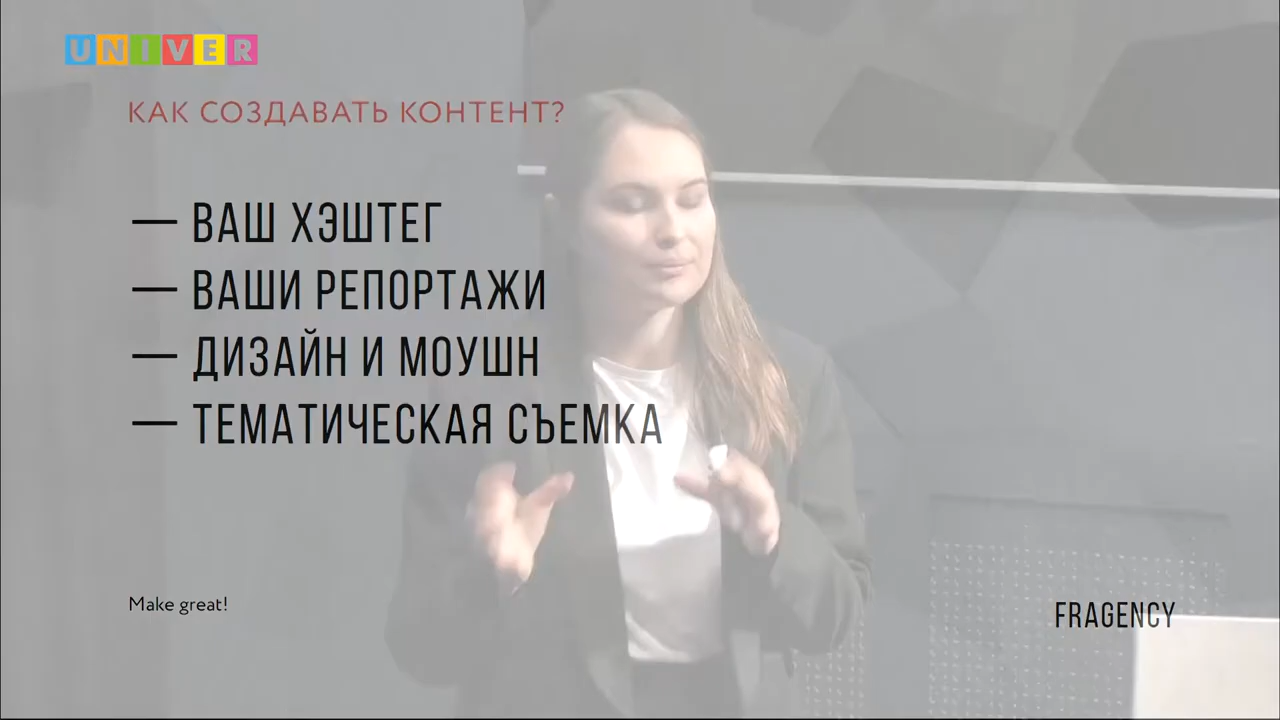 UNIVER
КАК СОЗДАВАТЬ КОНТЕНТ?
— ВАШ ХЭШТЕГ
— ВАШИ РЕПОРТАЖИ
— ДИЗАЙН И МОУШН
— ТЕМАТИЧЕСКАЯ СЪЕМКА
Make great!
FRAGENCY